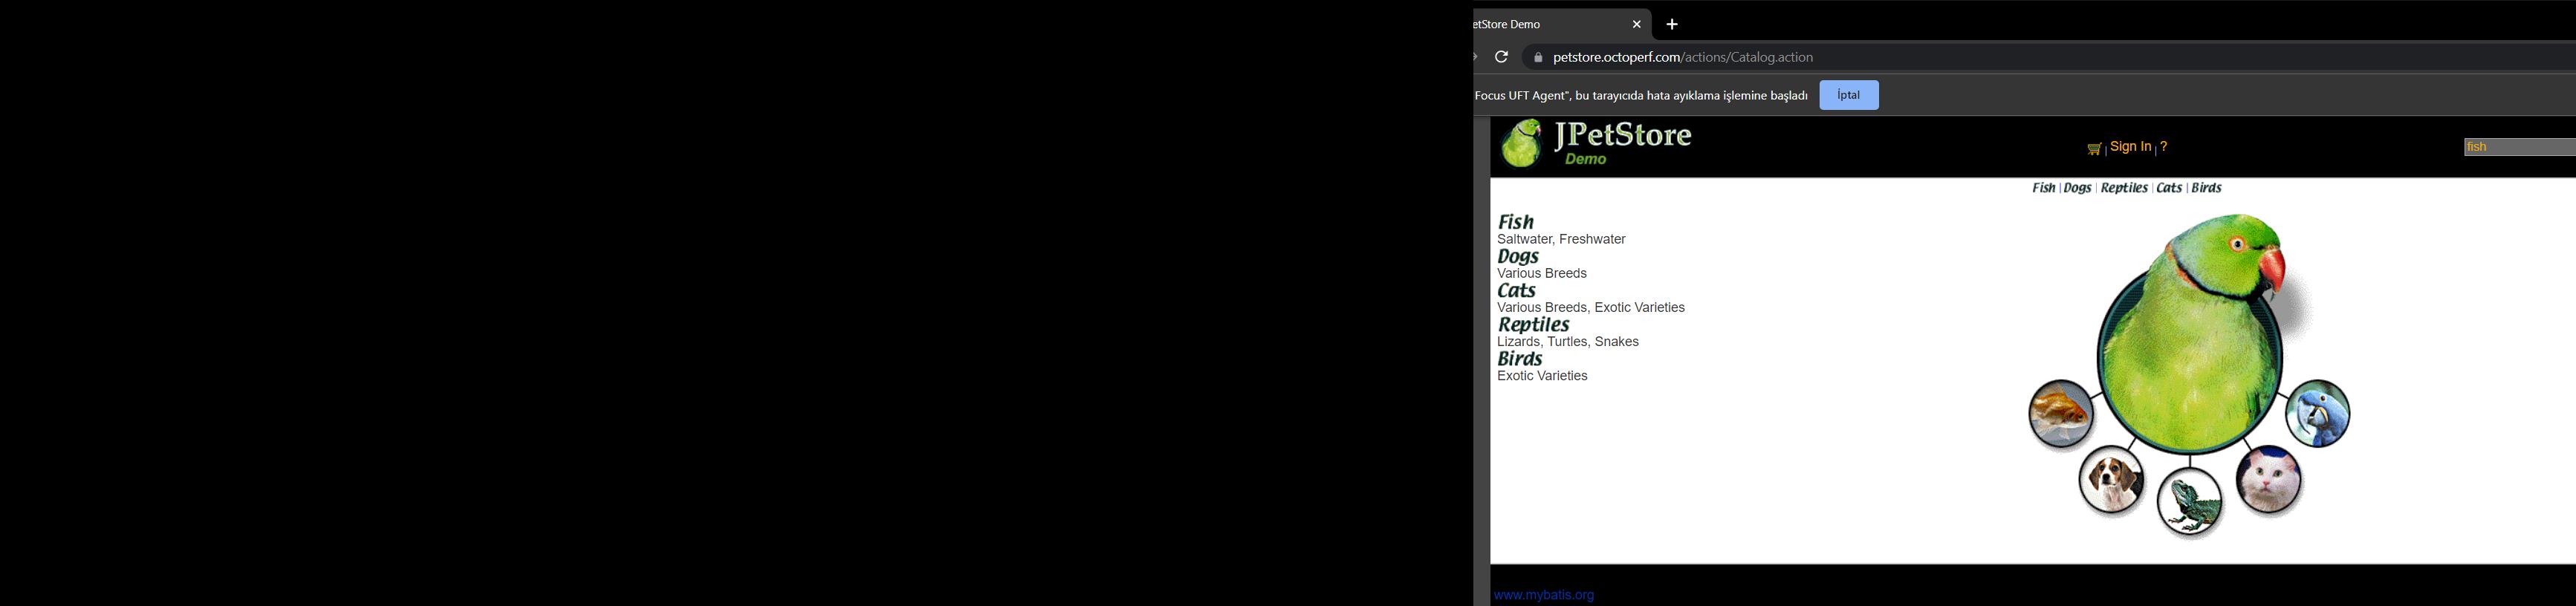 etStore Demo
petstore.octoperf.com/actions/Catalog.action
Focus UFT Agent", bu tarayıcıda hata ayıklama işlemine başladı İptal
JPetStore
Demo
| Sign In | ?
fish
Fish | Dogs | Reptiles | Cats | Birds
Fish
Saltwater, Freshwater
Dogs
Various Breeds
Cats
Various Breeds, Exotic Varieties
Reptiles
Lizards, Turtles, Snakes
Birds
Exotic Varieties
www.mybatis.org